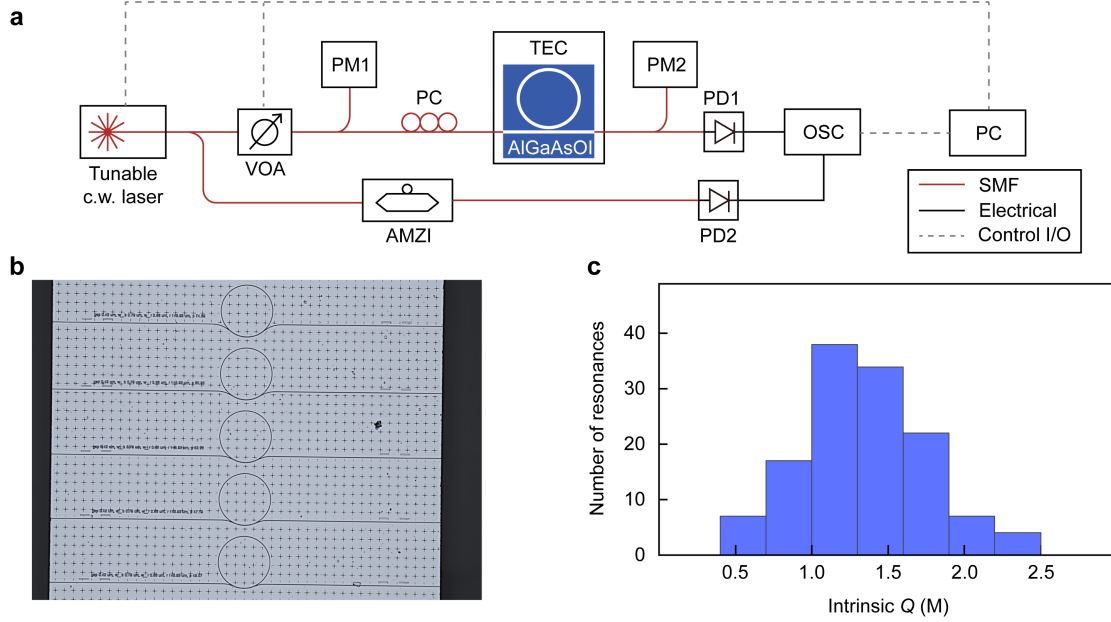 a
PM1
PC
TEC
AlGaAsOI
PM2
PD1
OSC
PC
Tunable
c.w. laser
VOA
AMZI
PD2
SMF
Electrical
Control I/O
b
c
Number of resonances
40
30
20
10
0
0.5 1.0 1.5 2.0 2.5
Intrinsic Q (M)